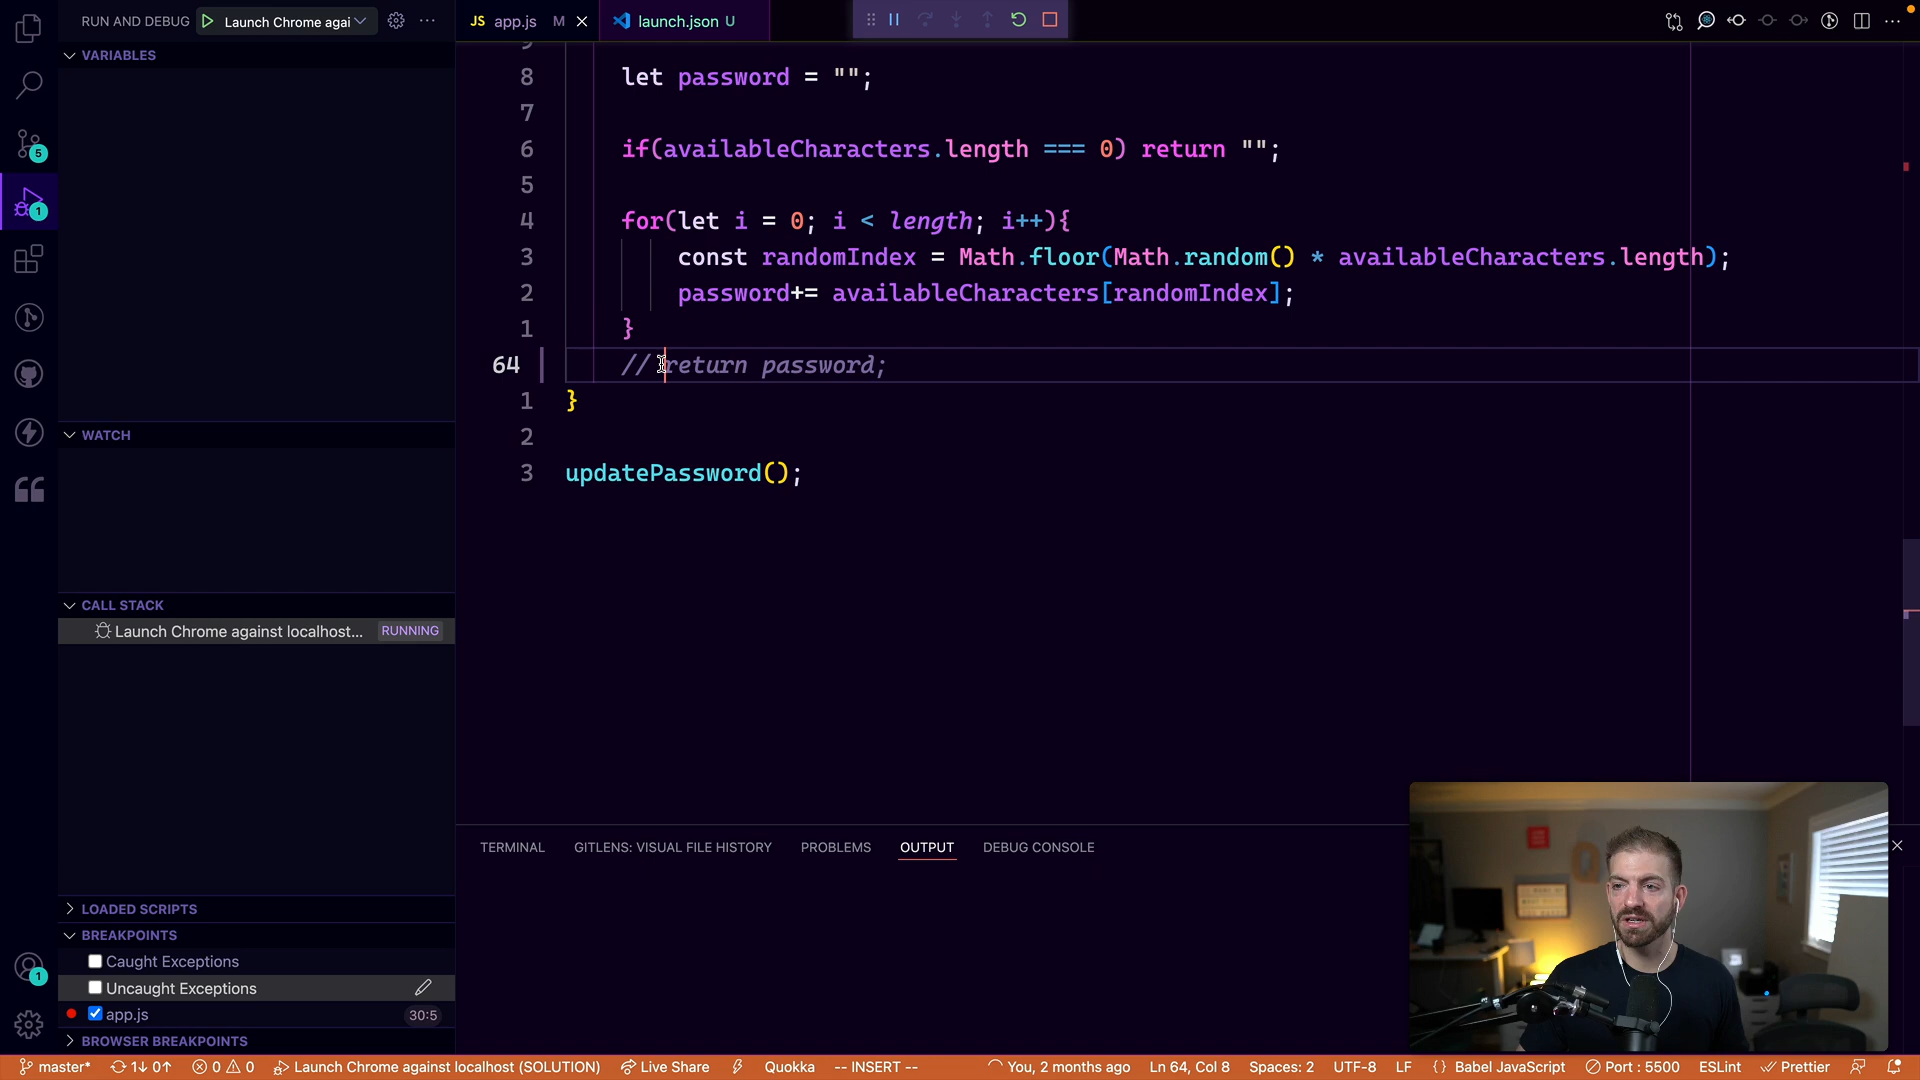 RUN AND DEBUG Launch Chrome agai
JS app.js M
launch.json U
VARIABLES
9
8 let password = "";
7
6 if(availableCharacters.length === 0) return "";
5
4 for(let i = 0; i < length; i++){
3 const randomIndex = Math.floor(Math.random() * availableCharacters.length);
2 password+= availableCharacters[randomIndex];
1 }
64 // return password;
1 }
2
3 updatePassword();
5
1
WATCH
CALL STACK
Launch Chrome against localhost... RUNNING
TERMINAL GITLENS: VISUAL FILE HISTORY PROBLEMS OUTPUT DEBUG CONSOLE
LOADED SCRIPTS
BREAKPOINTS
Caught Exceptions
Uncaught Exceptions
app.js 30:5
BROWSER BREAKPOINTS
1
master* 1↓ 0↑ 0 0 Launch Chrome against localhost (SOLUTION) Live Share Quokka -- INSERT -- You, 2 months ago Ln 64, Col 8 Spaces: 2 UTF-8 LF {} Babel JavaScript Port : 5500 ESLint Prettier